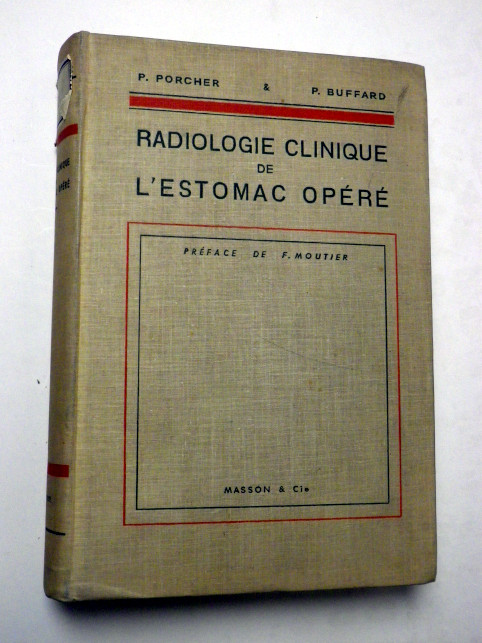 P. PORCHER & P. BUFFARD
RADIOLOGIE CLINIQUE
DE
L'ESTOMAC OPÉRÉ
PRÉFACE DE F. MOUTIER
MASSON & Cie